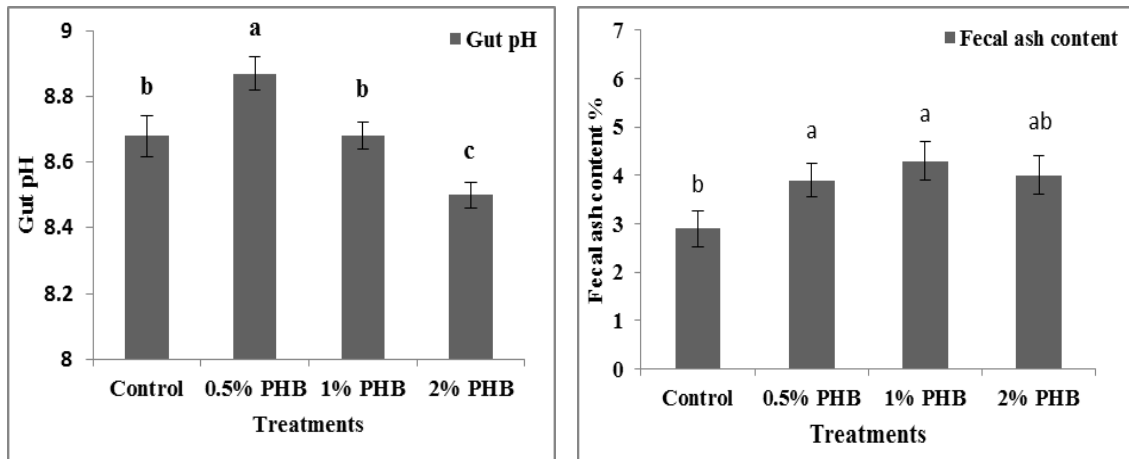 Gut pH
9
8.8
8.6
8.4
8.2
8
Gut pH
b
a
b
c
Control 0.5% PHB 1% PHB 2% PHB
Treatments
Fecal ash content
7
6
5
4
3
2
1
0
Fecal ash content %
b
a
a
ab
Control 0.5% PHB 1% PHB 2% PHB
Treatments